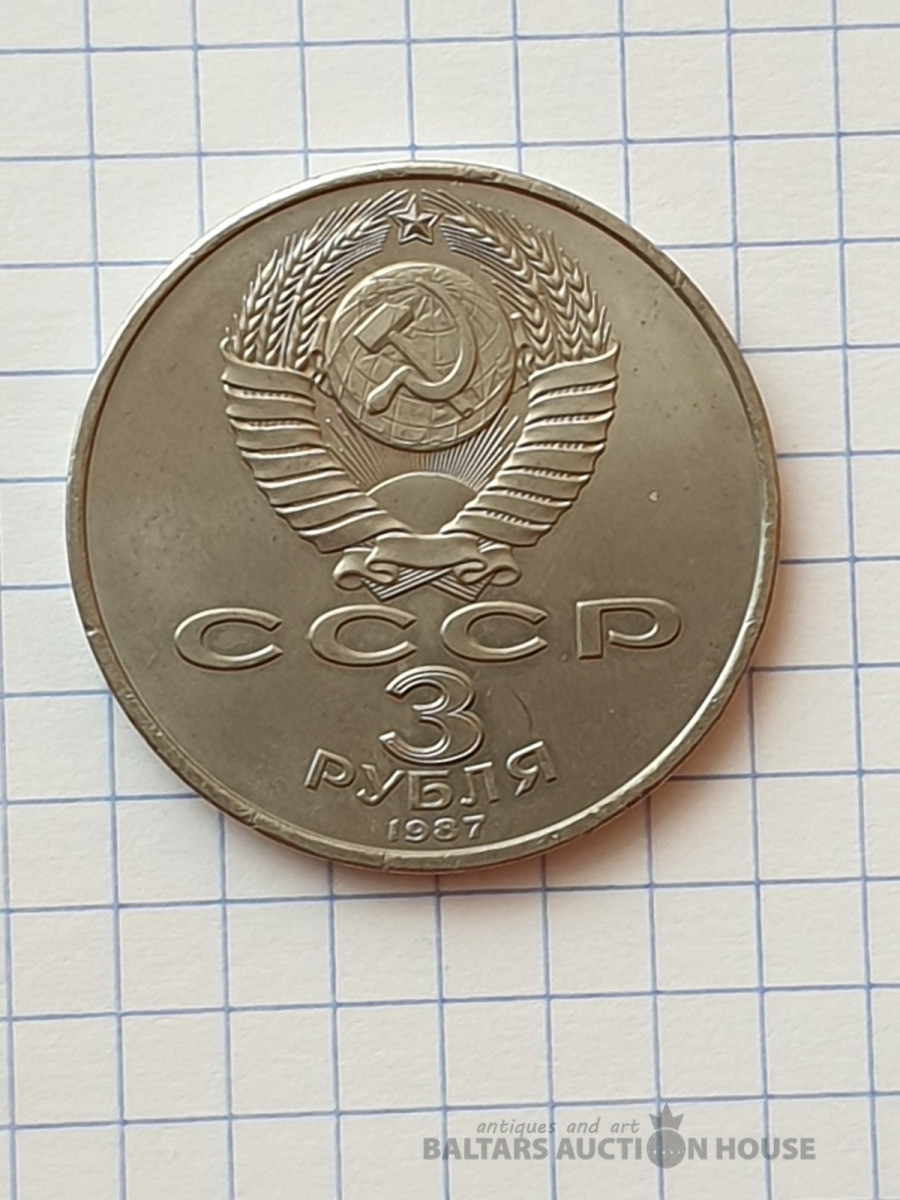 СССР
3
РУБЛЯ
1987
antiques and art
BALTARS AUCTION HOUSE